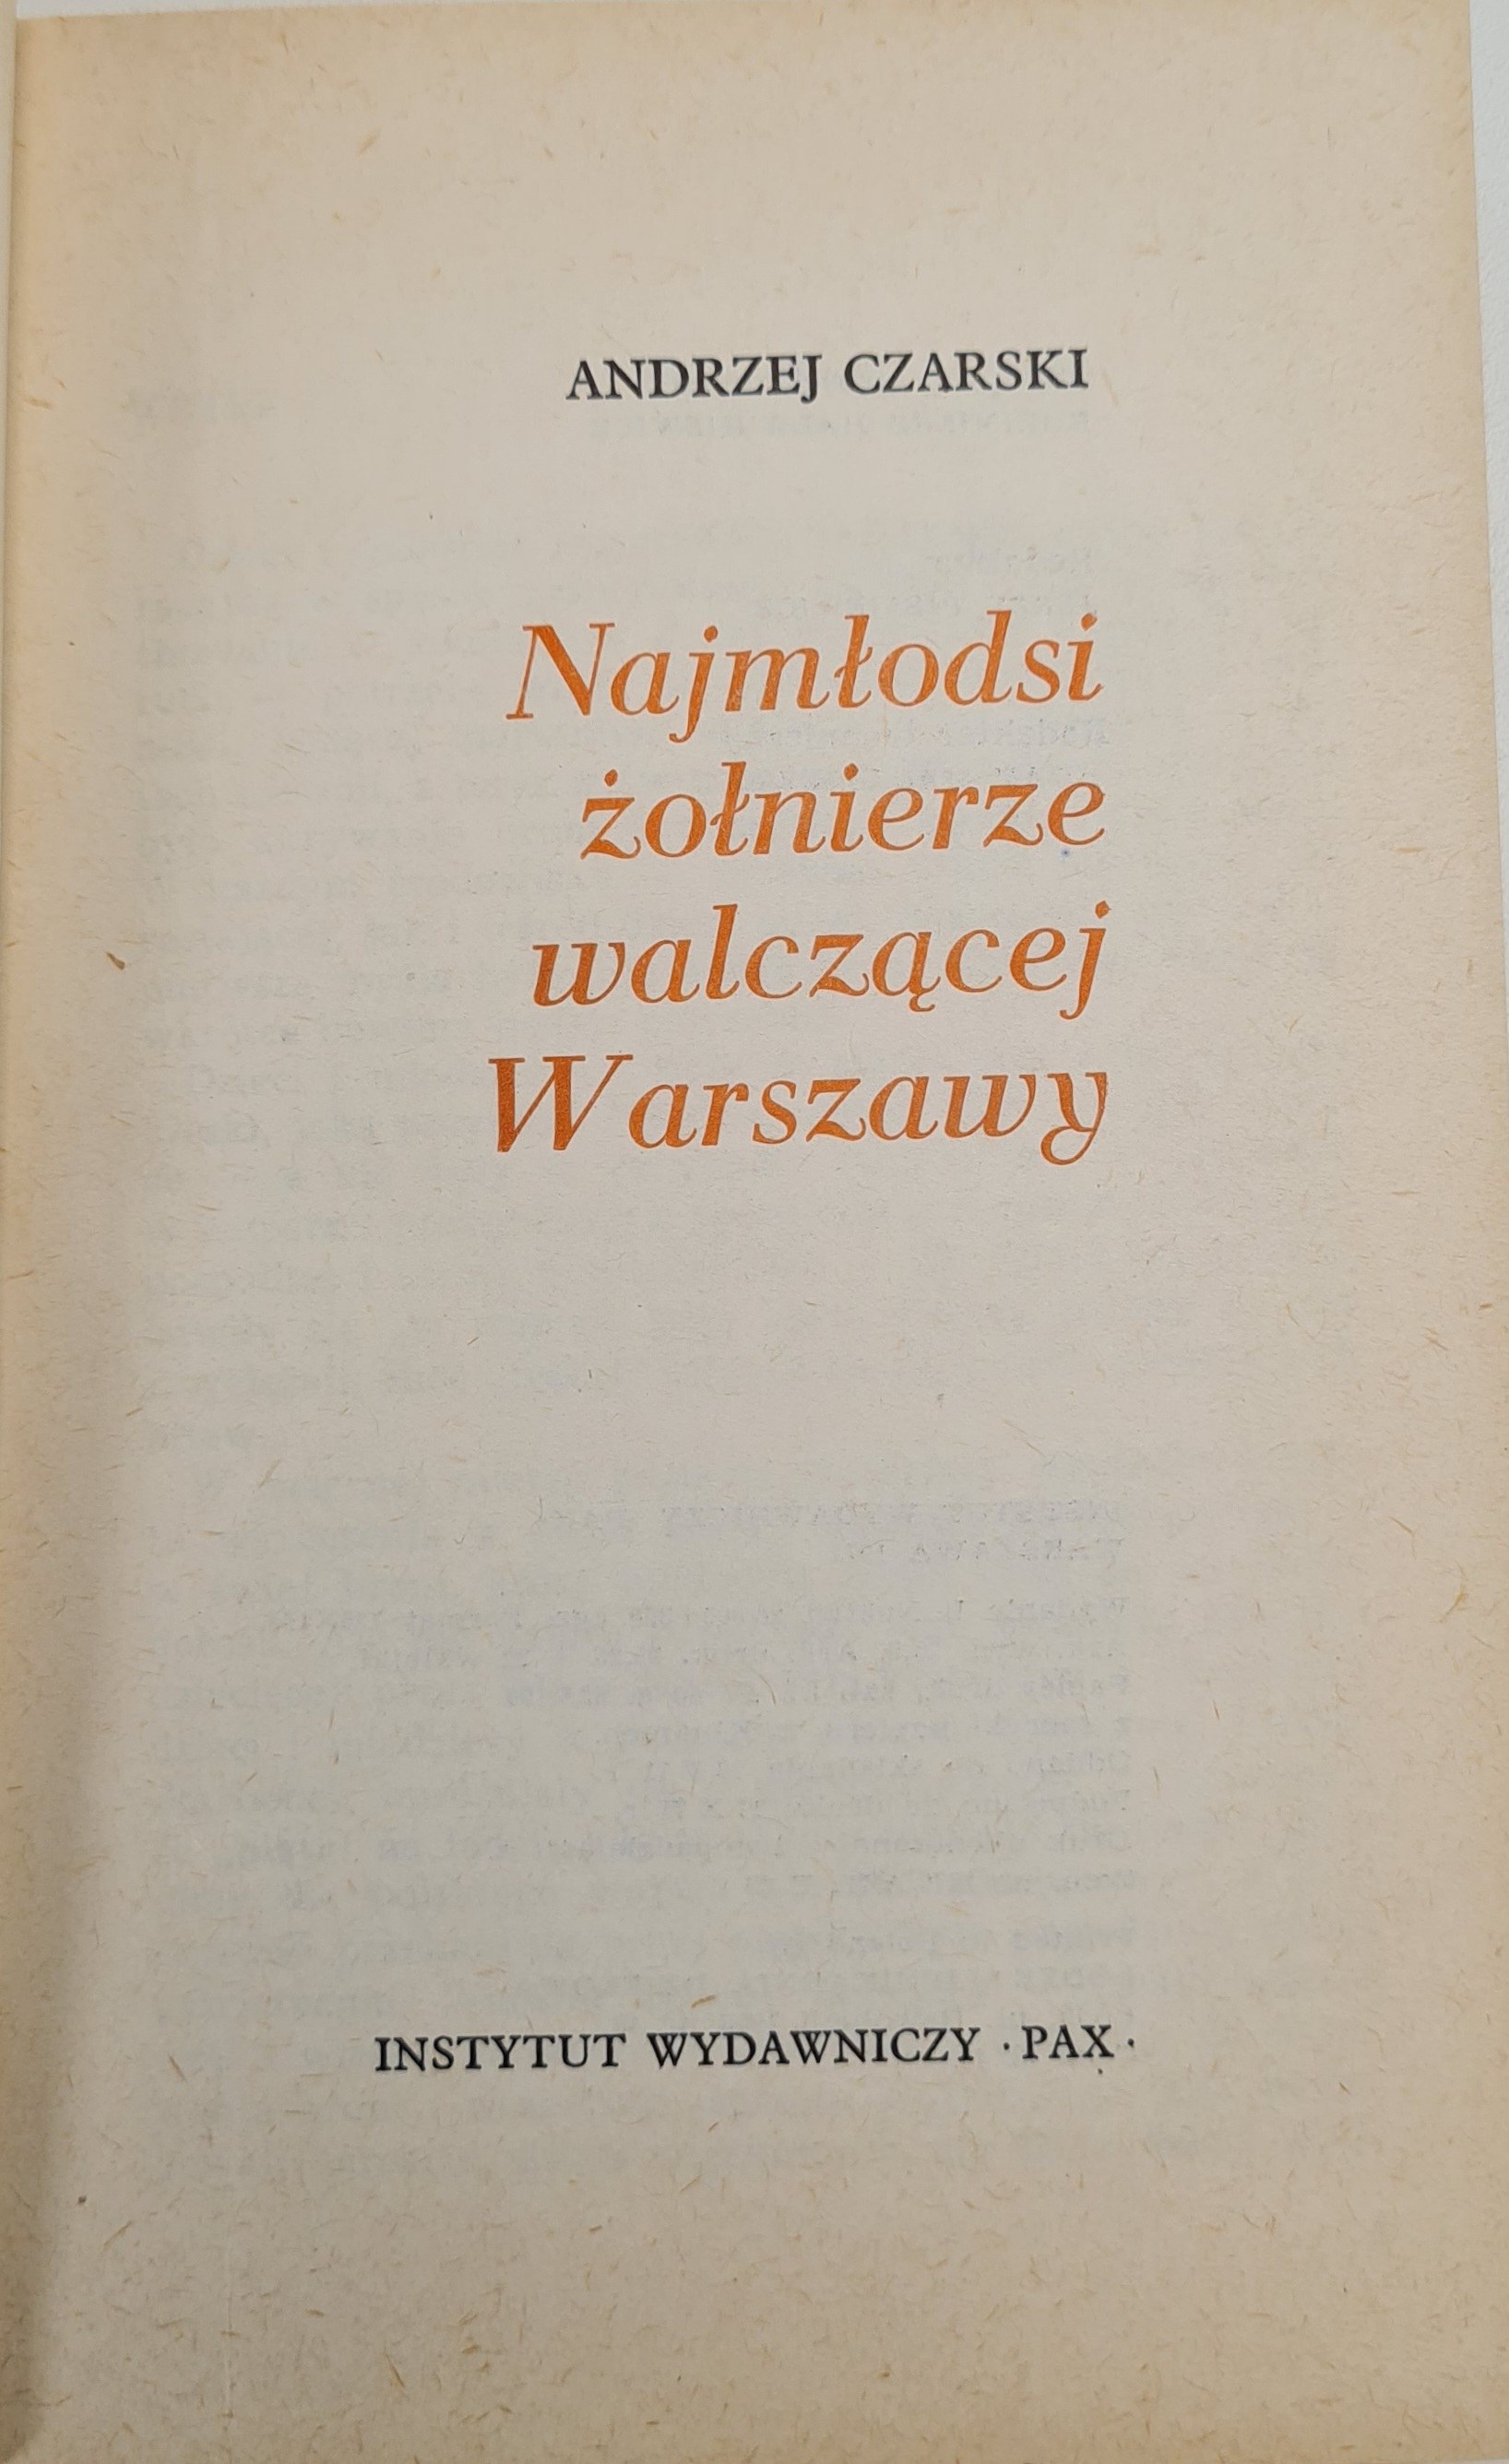 ANDRZEJ CZARSKI
Najmłodsi
żołnierze
walczącej
Warszawy
INSTYTUT WYDAWNICZY · PAX ·